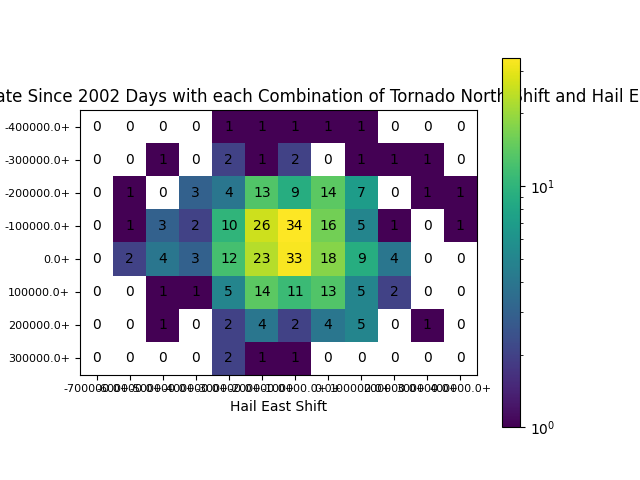 ate Since 2002 Days with each Combination of Tornado North Shift and Hail E
-400000.0+ 0 0 0 0 1 1 1 1 1 0 0 0
-300000.0+ 0 0 1 0 2 1 2 0 1 1 1 0
-200000.0+ 0 1 0 3 4 13 9 14 7 0 1 1
-100000.0+ 0 1 3 2 10 26 34 16 5 1 0 1
0.0+ 0 2 4 3 12 23 33 18 9 4 0 0
100000.0+ 0 0 1 1 5 14 11 13 5 2 0 0
200000.0+ 0 0 1 0 2 4 2 4 5 0 1 0
300000.0+ 0 0 0 0 2 1 1 0 0 0 0 0
Hail East Shift
10¹
10⁰